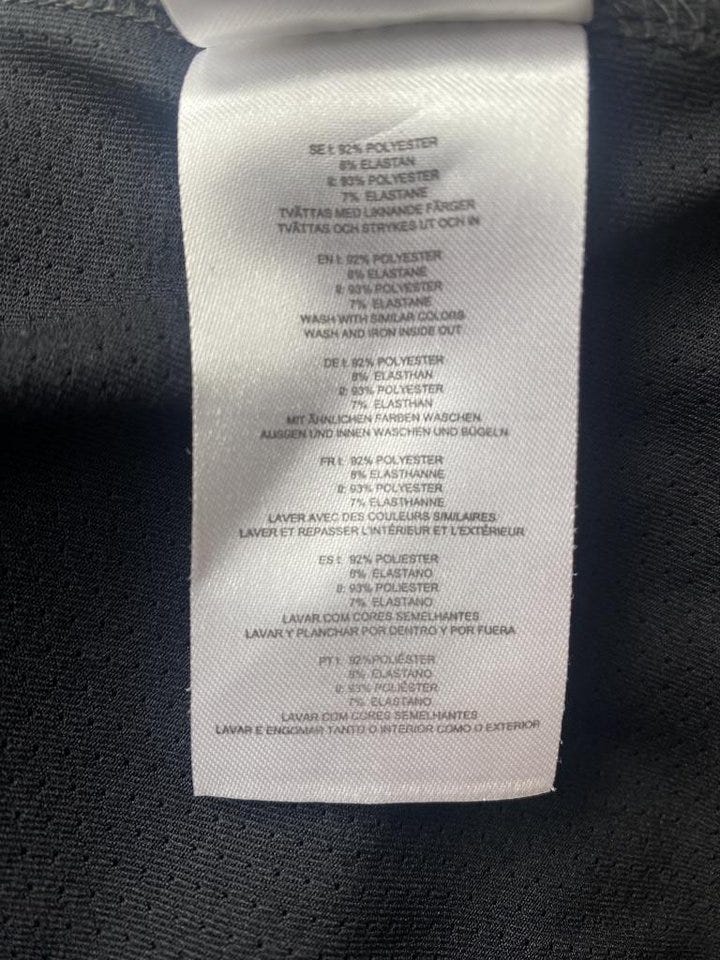 SE I: 92% POLYESTER
8% ELASTAN
II: 93% POLYESTER
7% ELASTANE
TVÄTTAS MED LIKNANDE FÄRGER
TVÄTTAS OCH STRYKES UT OCH IN
EN I: 92% POLYESTER
8% ELASTANE
II: 93% POLYESTER
7% ELASTANE
WASH WITH SIMILAR COLORS
WASH AND IRON INSIDE OUT
DE I: 92% POLYESTER
8% ELASTHAN
II: 93% POLYESTER
7% ELASTHAN
MIT ÄHNLICHEN FARBEN WASCHEN
AUSSEN UND INNEN WASCHEN UND BÜGELN
FR I: 92% POLYESTER
8% ELASTHANNE
II: 93% POLYESTER
7% ELASTHANNE
LAVER AVEC DES COULEURS SIMILAIRES
LAVER ET REPASSER L'INTÉRIEUR ET L'EXTÉRIEUR
ES I: 92% POLIESTER
8% ELASTANO
II: 93% POLIESTER
7% ELASTANO
LAVAR COM CORES SEMELHANTES
LAVAR Y PLANCHAR POR DENTRO Y POR FUERA
PT I: 92%POLIÉSTER
8% ELASTANO
II: 93% POLIÉSTER
7% ELASTANO
LAVAR COM CORES SEMELHANTES
LAVAR E ENGOMAR TANTO O INTERIOR COMO O EXTERIOR